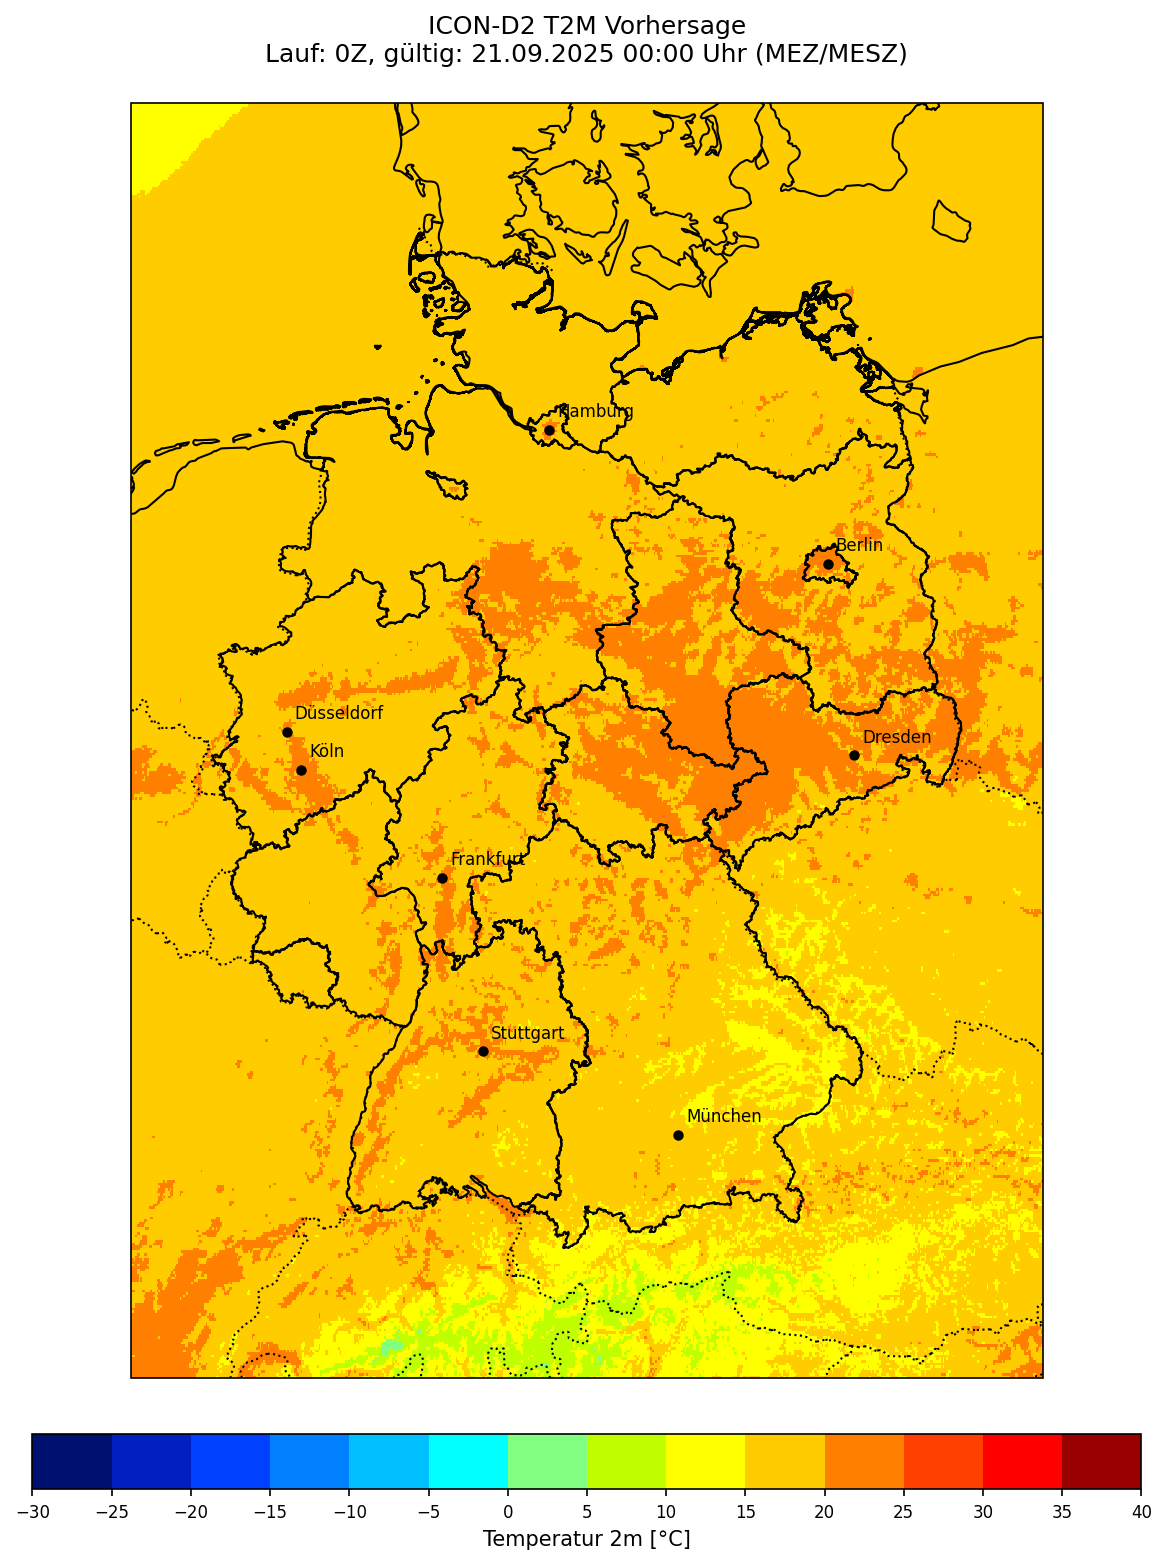 ICON-D2 T2M Vorhersage
Lauf: 0Z, gültig: 21.09.2025 00:00 Uhr (MEZ/MESZ)
Hamburg
Berlin
Düsseldorf
Dresden
Köln
Frankfurt
Stuttgart
München
−30 −25 −20 −15 −10 −5 0 5 10 15 20 25 30 35 40
Temperatur 2m [°C]